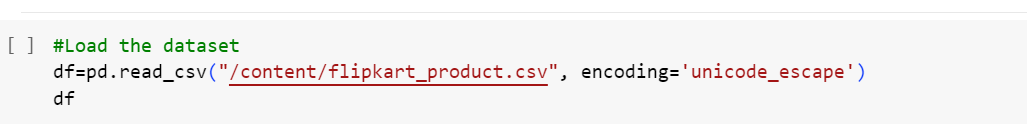 [ ] #Load the dataset
df=pd.read_csv("/content/flipkart_product.csv", encoding='unicode_escape')
df